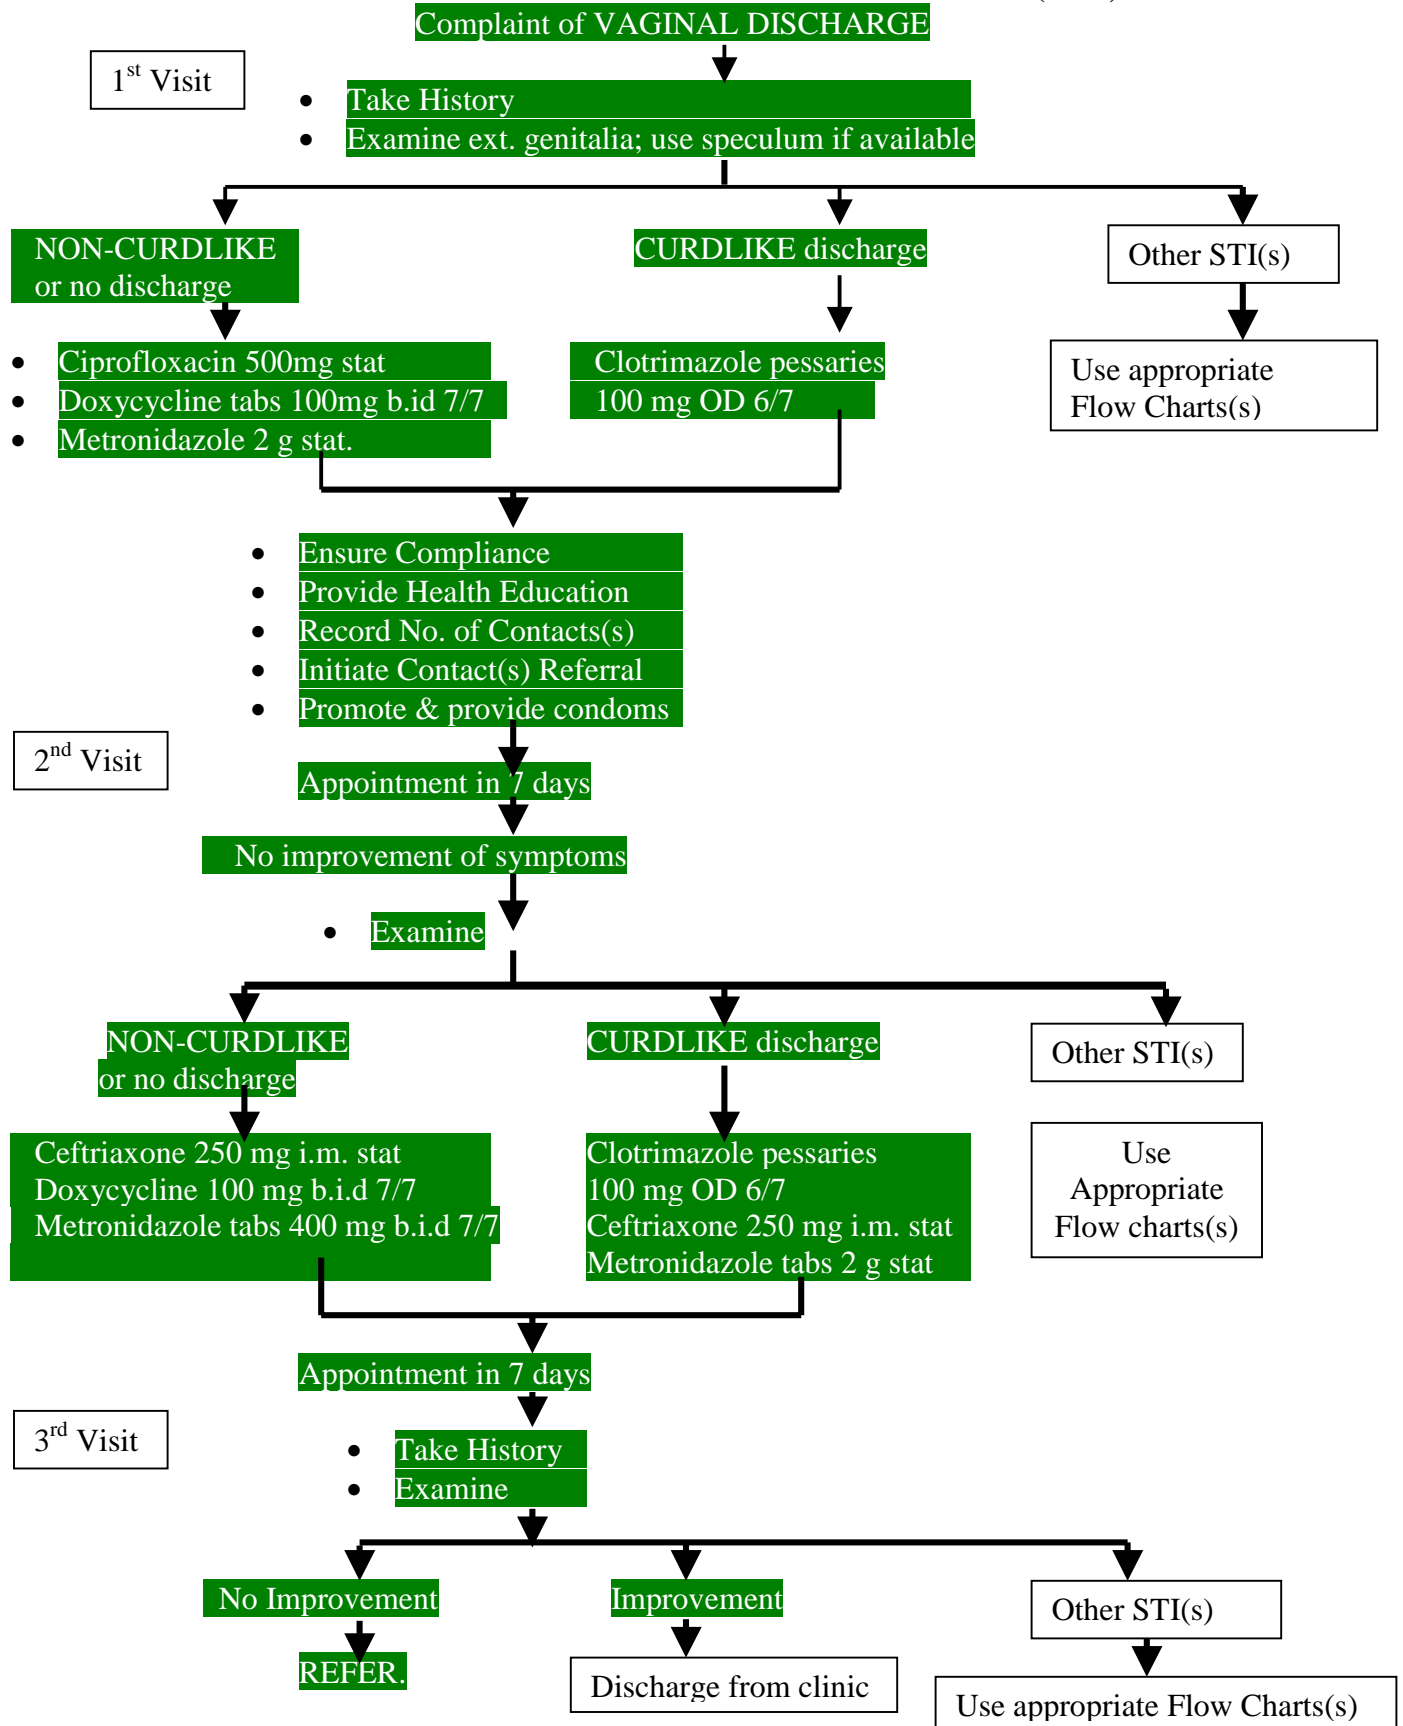 Complaint of VAGINAL DISCHARGE
1st Visit
• Take History
• Examine ext. genitalia; use speculum if available
NON-CURDLIKE
or no discharge
CURDLIKE discharge
Other STI(s)
• Ciprofloxacin 500mg stat
• Doxycycline tabs 100mg b.id 7/7
• Metronidazole 2 g stat.
Clotrimazole pessaries
100 mg OD 6/7
Use appropriate
Flow Charts(s)
• Ensure Compliance
• Provide Health Education
• Record No. of Contacts(s)
• Initiate Contact(s) Referral
• Promote & provide condoms
2nd Visit
Appointment in 7 days
No improvement of symptoms
• Examine
NON-CURDLIKE
or no discharge
CURDLIKE discharge
Other STI(s)
Ceftriaxone 250 mg i.m. stat
Doxycycline 100 mg b.i.d 7/7
Metronidazole tabs 400 mg b.i.d 7/7
Clotrimazole pessaries
100 mg OD 6/7
Ceftriaxone 250 mg i.m. stat
Metronidazole tabs 2 g stat
Use
Appropriate
Flow charts(s)
Appointment in 7 days
3rd Visit
• Take History
• Examine
No Improvement
Improvement
Other STI(s)
REFER.
Discharge from clinic
Use appropriate Flow Charts(s)